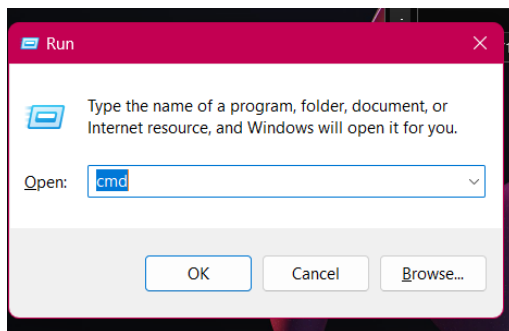 Run
Type the name of a program, folder, document, or
Internet resource, and Windows will open it for you.
Open: cmd
OK Cancel Browse...